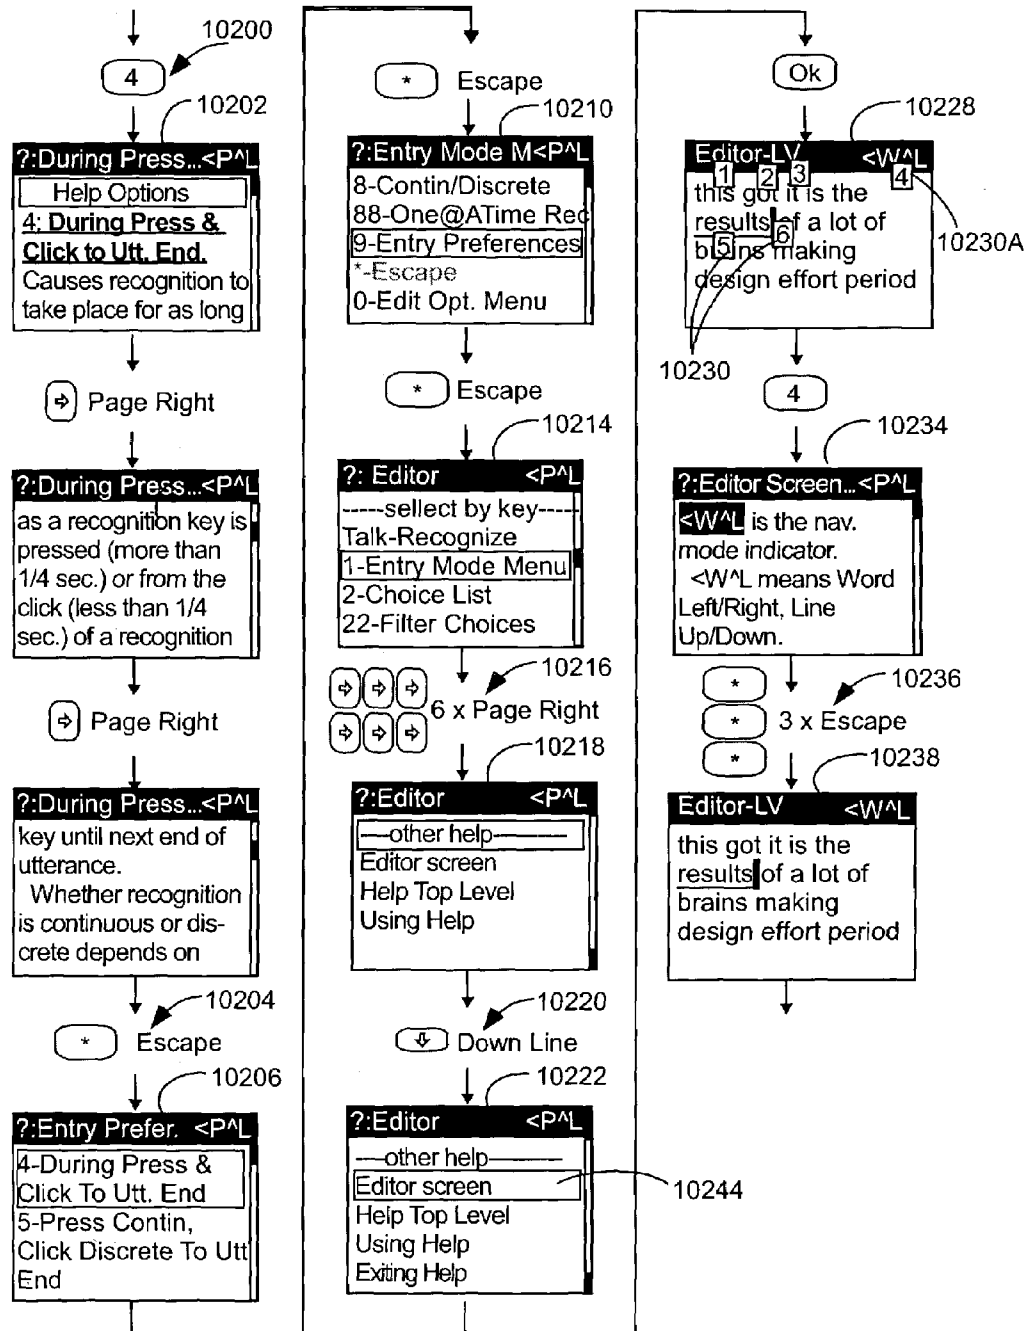 10200
4
10202
?:During Press...<P^L
Help Options
4: During Press &
Click to Utt. End.
Causes recognition to
take place for as long
Page Right
?:During Press...<P^L
as a recognition key is
pressed (more than
1/4 sec.) or from the
click (less than 1/4
sec.) of a recognition
Page Right
?:During Press...<P^L
key until next end of
utterance.
Whether recognition
is continuous or dis-
crete depends on
10204
* Escape
10206
?:Entry Prefer. <P^L
4-During Press &
Click To Utt. End
5-Press Contin,
Click Discrete To Utt
End
* Escape
10210
?:Entry Mode M<P^L
8-Contin/Discrete
88-One@ATime Rec
9-Entry Preferences
*-Escape
0-Edit Opt. Menu
* Escape
10214
?: Editor <P^L
-----sellect by key-----
Talk-Recognize
1-Entry Mode Menu
2-Choice List
22-Filter Choices
10216
6 x Page Right
10218
?:Editor <P^L
----other help----------
Editor screen
Help Top Level
Using Help
10220
Down Line
10222
?:Editor <P^L
----other help----------
Editor screen
10244
Help Top Level
Using Help
Exiting Help
Ok
10228
Editor-LV <W^L
1 2 3 4
this got it is the
results of a lot of
10230A
5 6
brains making
design effort period
10230
4
10234
?:Editor Screen...<P^L
<W^L is the nav.
mode indicator.
<W^L means Word
Left/Right, Line
Up/Down.
*
10236
* 3 x Escape
*
10238
Editor-LV <W^L
this got it is the
results of a lot of
brains making
design effort period